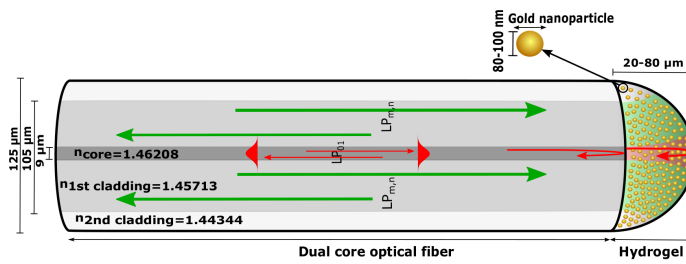 Gold nanoparticle
80-100 nm
20-80 µm
125 µm
105 µm
9 µm
LPm,n
ncore=1.46208
LP01
n1st cladding=1.45713
LPm,n
n2nd cladding=1.44344
Dual core optical fiber
Hydrogel